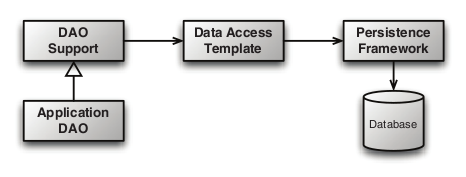 DAO
Support
Data Access
Template
Persistence
Framework
Application
DAO
Database